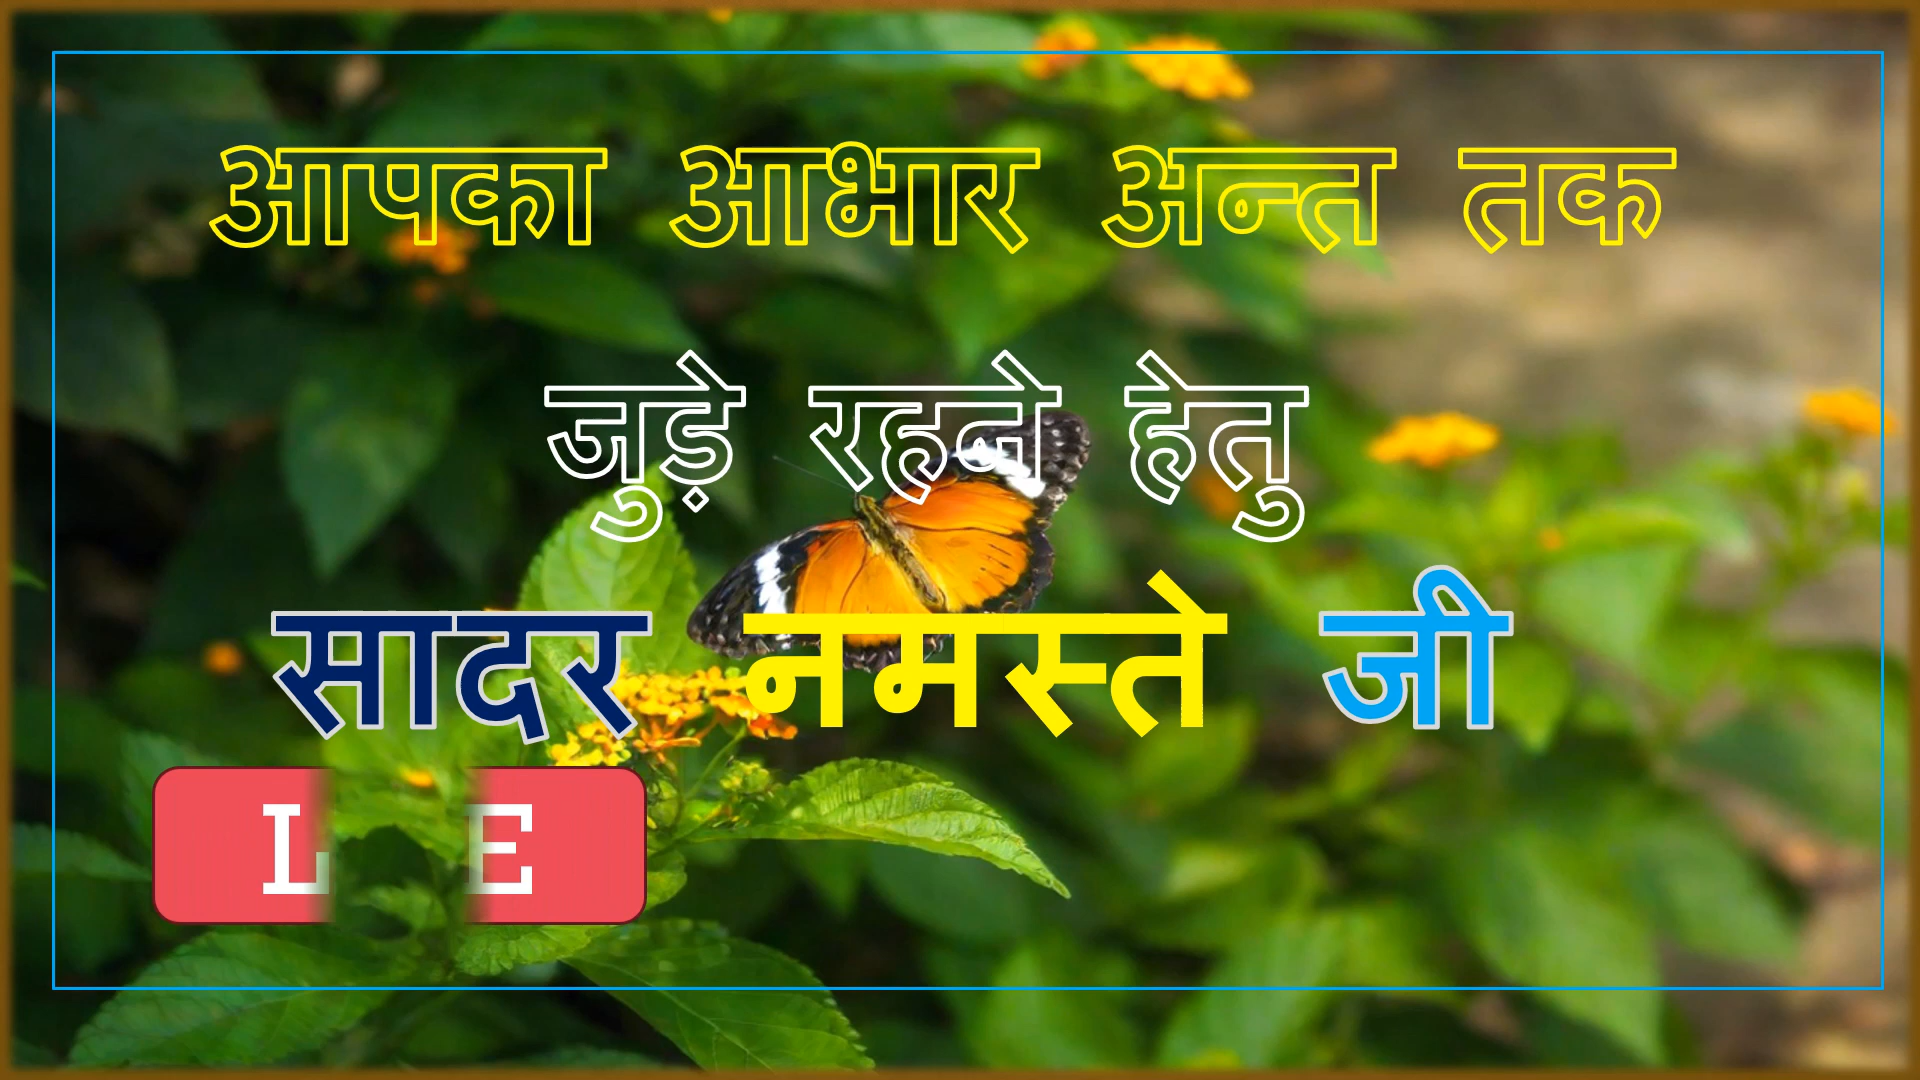 आपका आभार अन्त तक
जुड़े रहने हेतु
सादर नमस्ते जी